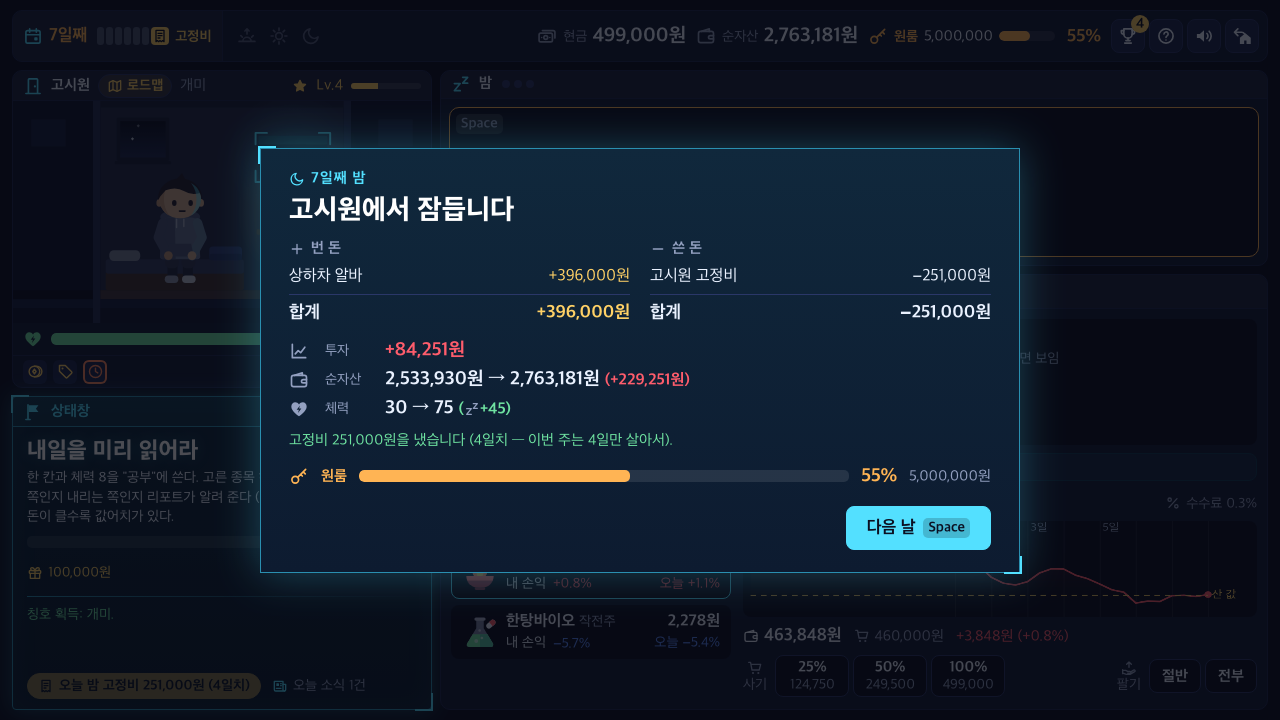 7일째 고정비 현금 499,000원 순자산 2,763,181원 원룸 5,000,000 55% 4
고시원 로드맵 개미 Lv.4
밤
Space
7일째 밤
고시원에서 잠듭니다
+ 번 돈
상하차 알바 +396,000원
합계 +396,000원
− 쓴 돈
고시원 고정비 −251,000원
합계 −251,000원
투자 +84,251원
순자산 2,533,930원 → 2,763,181원 (+229,251원)
체력 30 → 75 (zz+45)
고정비 251,000원을 냈습니다 (4일치 — 이번 주는 4일만 살아서).
원룸 55% 5,000,000원
다음 날 Space
상태창
내일을 미리 읽어라
한 칸과 체력 8을 "공부"에 쓴다. 고른 종목
쪽인지 내리는 쪽인지 리포트가 알려 준다 (
돈이 클수록 값어치가 있다.
100,000원
칭호 획득: 개미.
오늘 밤 고정비 251,000원 (4일치) 오늘 소식 1건
면 보임
% 수수료 0.3%
3일 5일
산 값
내 손익 +0.8% 오늘 +1.1%
한탕바이오 작전주 2,278원
내 손익 −5.7% 오늘 −5.4%
463,848원 460,000원 +3,848원 (+0.8%)
사기
25%
124,750
50%
249,500
100%
499,000
팔기 절반 전부